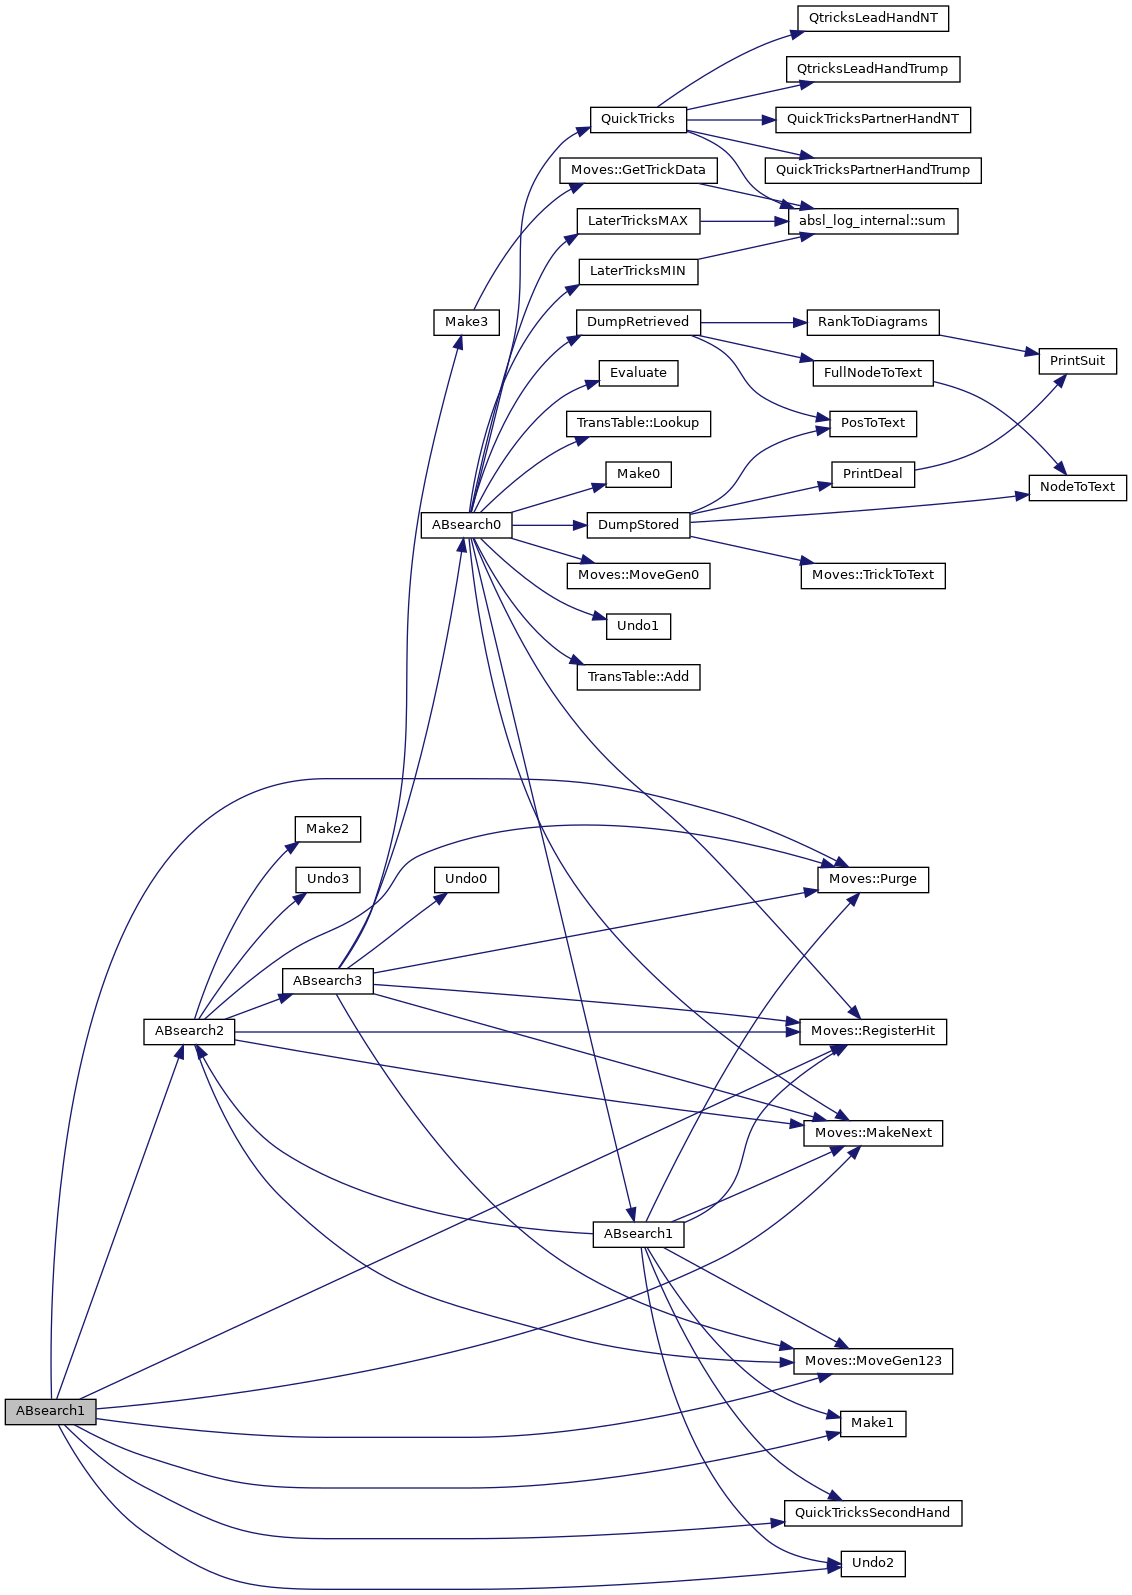 QtricksLeadHandNT
QtricksLeadHandTrump
QuickTricks
QuickTricksPartnerHandNT
Moves::GetTrickData
QuickTricksPartnerHandTrump
LaterTricksMAX
absl_log_internal::sum
LaterTricksMIN
Make3
DumpRetrieved
RankToDiagrams
PrintSuit
Evaluate
FullNodeToText
TransTable::Lookup
PosToText
Make0
PrintDeal
NodeToText
ABsearch0
DumpStored
Moves::MoveGen0
Moves::TrickToText
Undo1
TransTable::Add
Make2
Undo3
Undo0
Moves::Purge
ABsearch3
ABsearch2
Moves::RegisterHit
Moves::MakeNext
ABsearch1
Moves::MoveGen123
ABsearch1
Make1
QuickTricksSecondHand
Undo2